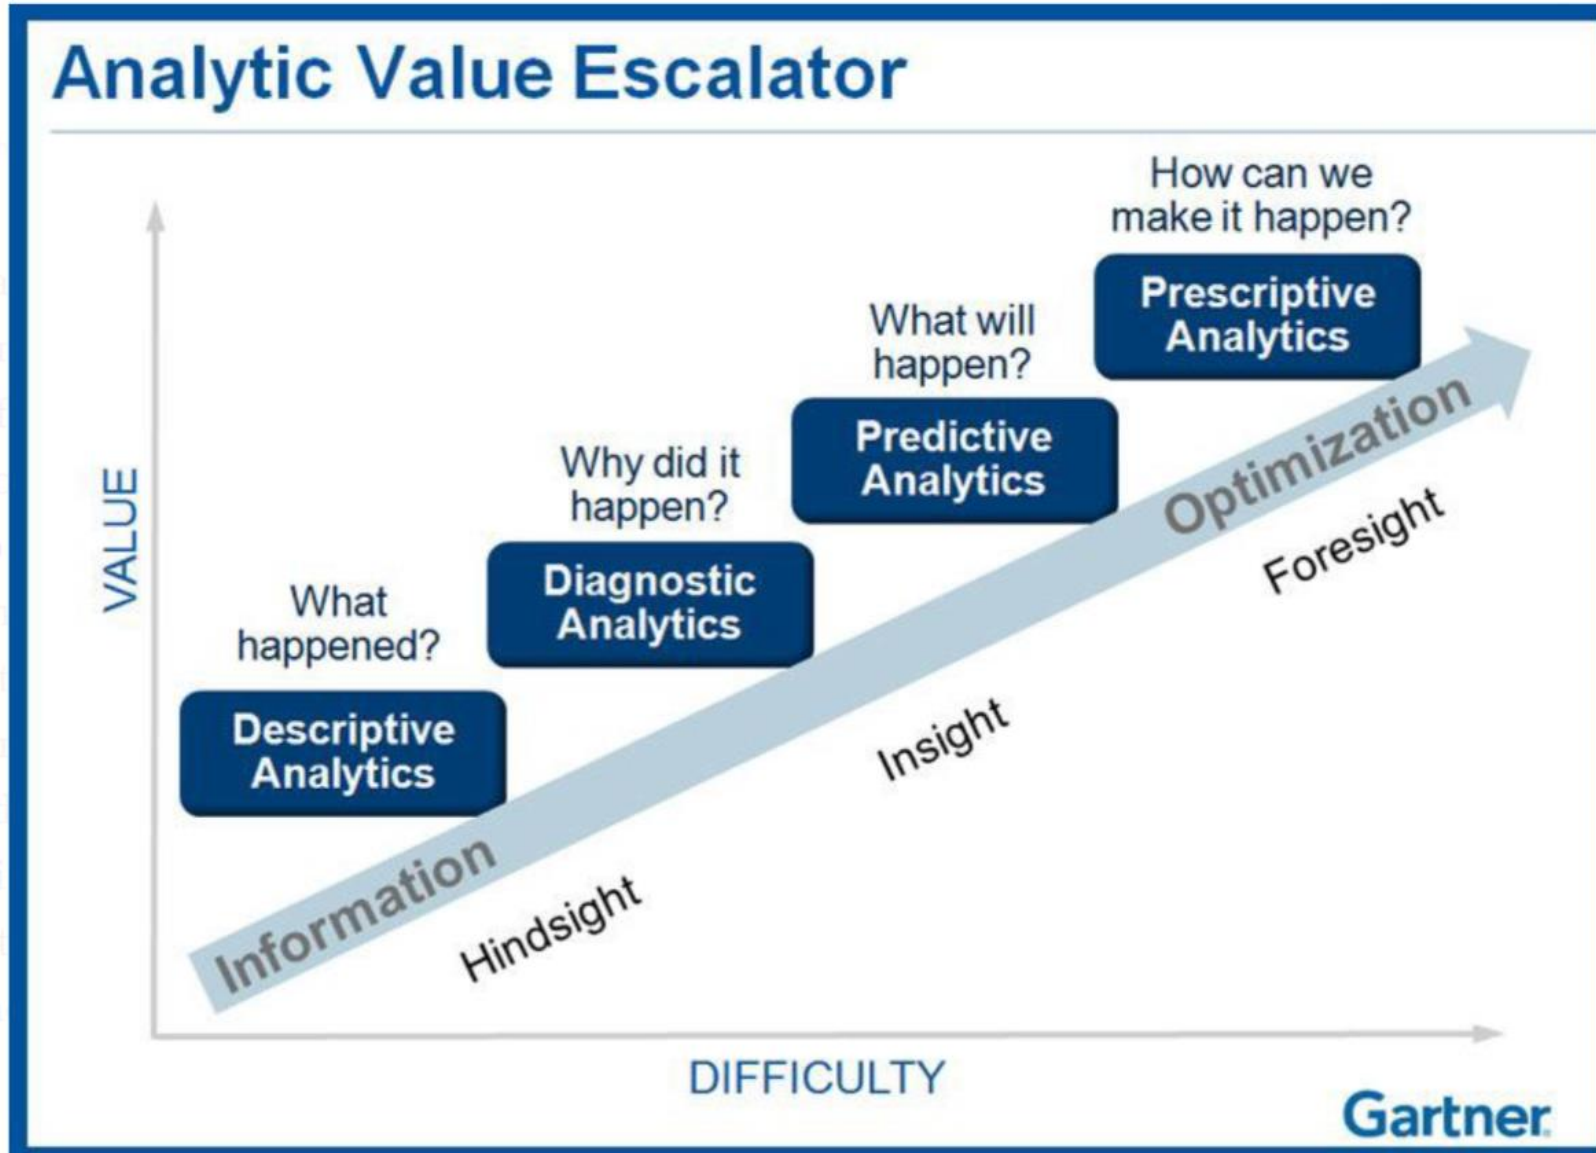 Analytic Value Escalator
How can we
make it happen?
Prescriptive
Analytics
What will
happen?
Predictive
Analytics
Why did it
happen?
Diagnostic
Analytics
What
happened?
Descriptive
Analytics
VALUE
Information
Optimization
Hindsight
Insight
Foresight
DIFFICULTY
Gartner